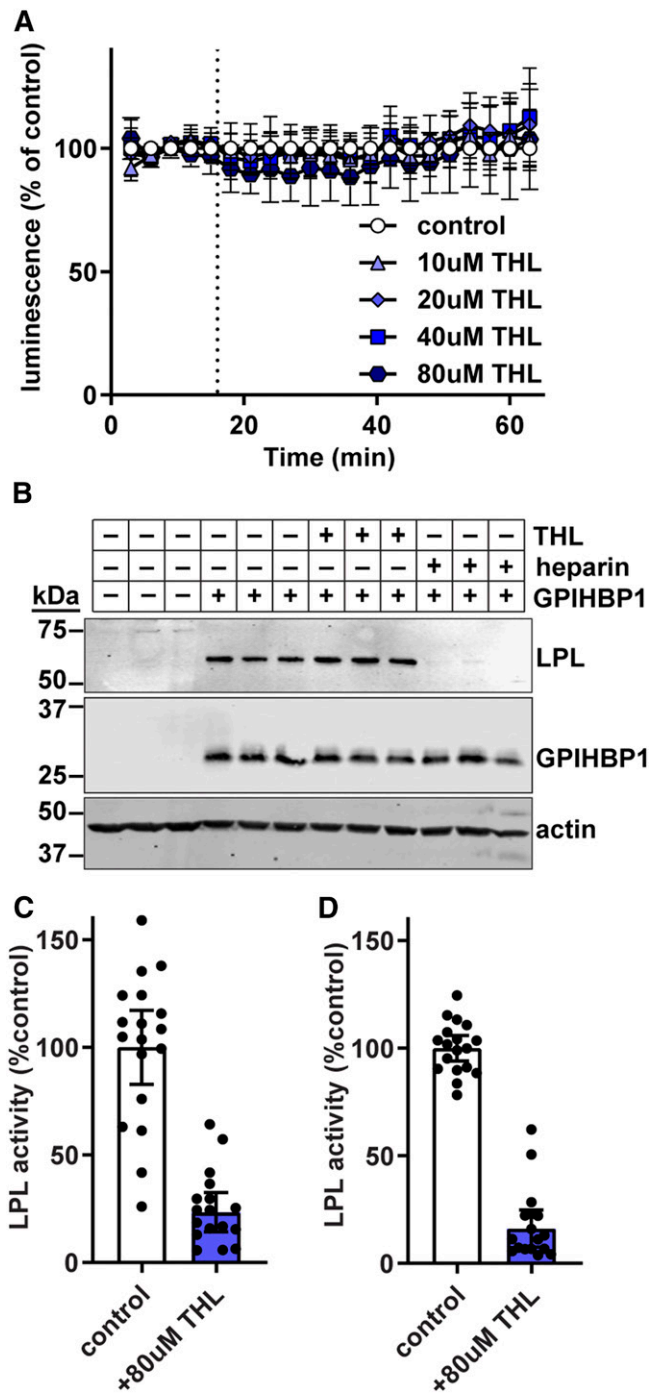 A
luminescence (% of control)
100
50
0
0 20 40 60
Time (min)
control
10uM THL
20uM THL
40uM THL
80uM THL
B
– – – – – – + + + – – – THL
– – – – – – – – – + + + heparin
kDa – – – + + + + + + + + + GPIHBP1
75
50
LPL
37
25
GPIHBP1
50
37
actin
C
LPL activity (%control)
150
100
50
0
control
+80uM THL
D
LPL activity (%control)
150
100
50
0
control
+80uM THL